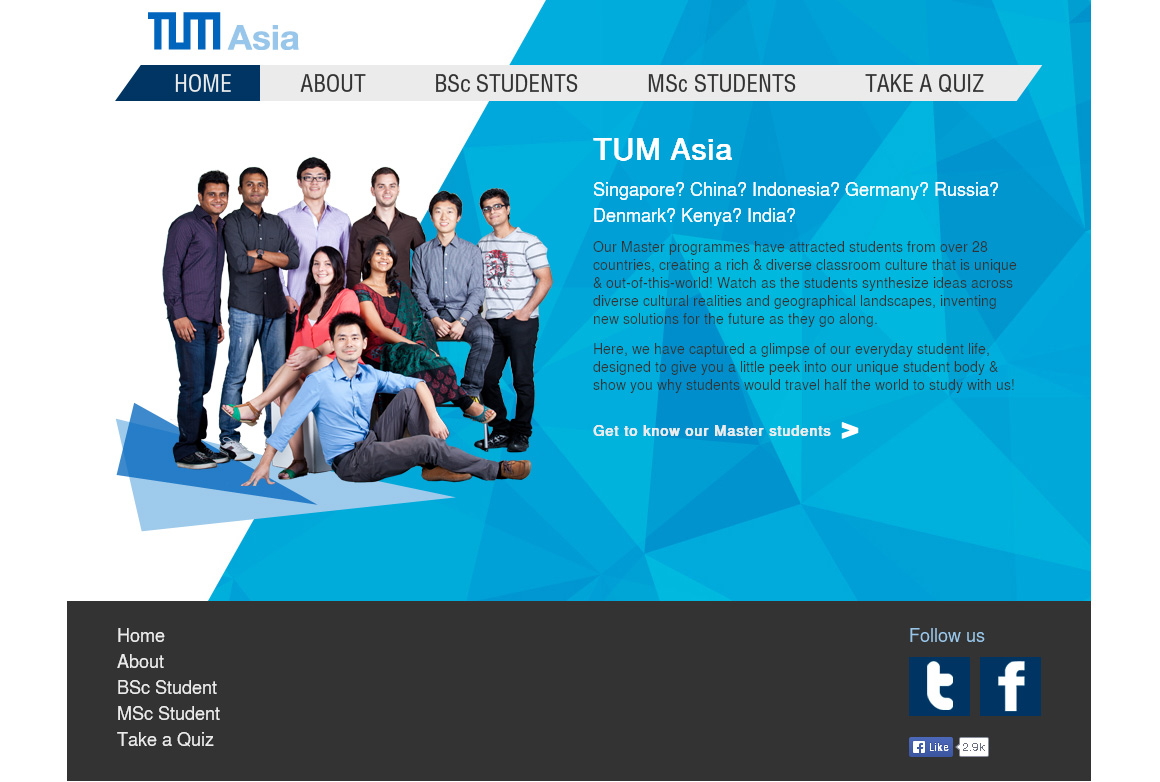 TUM Asia
HOME
ABOUT
BSc STUDENTS
MSc STUDENTS
TAKE A QUIZ
TUM Asia
Singapore? China? Indonesia? Germany? Russia?
Denmark? Kenya? India?
Our Master programmes have attracted students from over 28
countries, creating a rich & diverse classroom culture that is unique
& out-of-this-world! Watch as the students synthesize ideas across
diverse cultural realities and geographical landscapes, inventing
new solutions for the future as they go along.
Here, we have captured a glimpse of our everyday student life,
designed to give you a little peek into our unique student body &
show you why students would travel half the world to study with us!
Get to know our Master students >
Home
About
BSc Student
MSc Student
Take a Quiz
Follow us
t f
f Like 2.9k